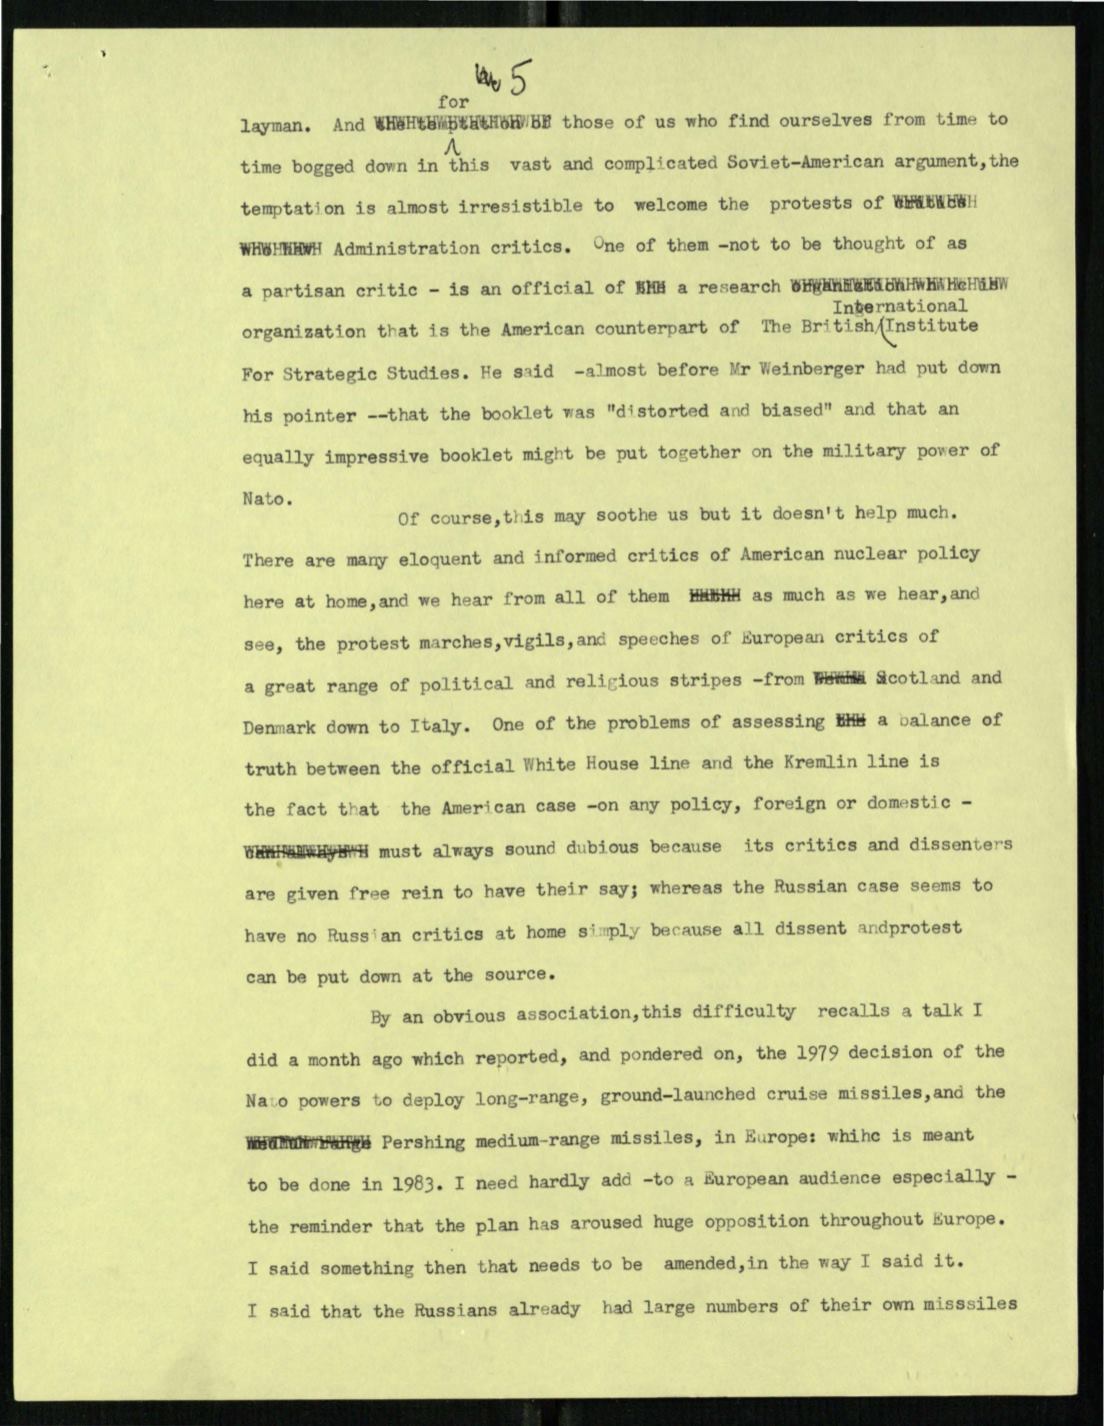 5
for
layman. And those of us who find ourselves from time to
time bogged down in this vast and complicated Soviet-American argument,the
temptation is almost irresistible to welcome the protests of
Administration critics. One of them -not to be thought of as
a partisan critic - is an official of a research
International
organization that is the American counterpart of The British Institute
For Strategic Studies. He said -almost before Mr Weinberger had put down
his pointer --that the booklet was "distorted and biased" and that an
equally impressive booklet might be put together on the military power of
Nato.
Of course,this may soothe us but it doesn't help much.
There are many eloquent and informed critics of American nuclear policy
here at home,and we hear from all of them as much as we hear,and
see, the protest marches,vigils,and speeches of European critics of
a great range of political and religious stripes -from Scotland and
Denmark down to Italy. One of the problems of assessing a balance of
truth between the official White House line and the Kremlin line is
the fact that the American case -on any policy, foreign or domestic -
must always sound dubious because its critics and dissenters
are given free rein to have their say; whereas the Russian case seems to
have no Russian critics at home simply because all dissent andprotest
can be put down at the source.
By an obvious association,this difficulty recalls a talk I
did a month ago which reported, and pondered on, the 1979 decision of the
Nato powers to deploy long-range, ground-launched cruise missiles,and the
Pershing medium-range missiles, in Europe: whihc is meant
to be done in 1983. I need hardly add -to a European audience especially -
the reminder that the plan has aroused huge opposition throughout Europe.
I said something then that needs to be amended,in the way I said it.
I said that the Russians already had large numbers of their own misssiles